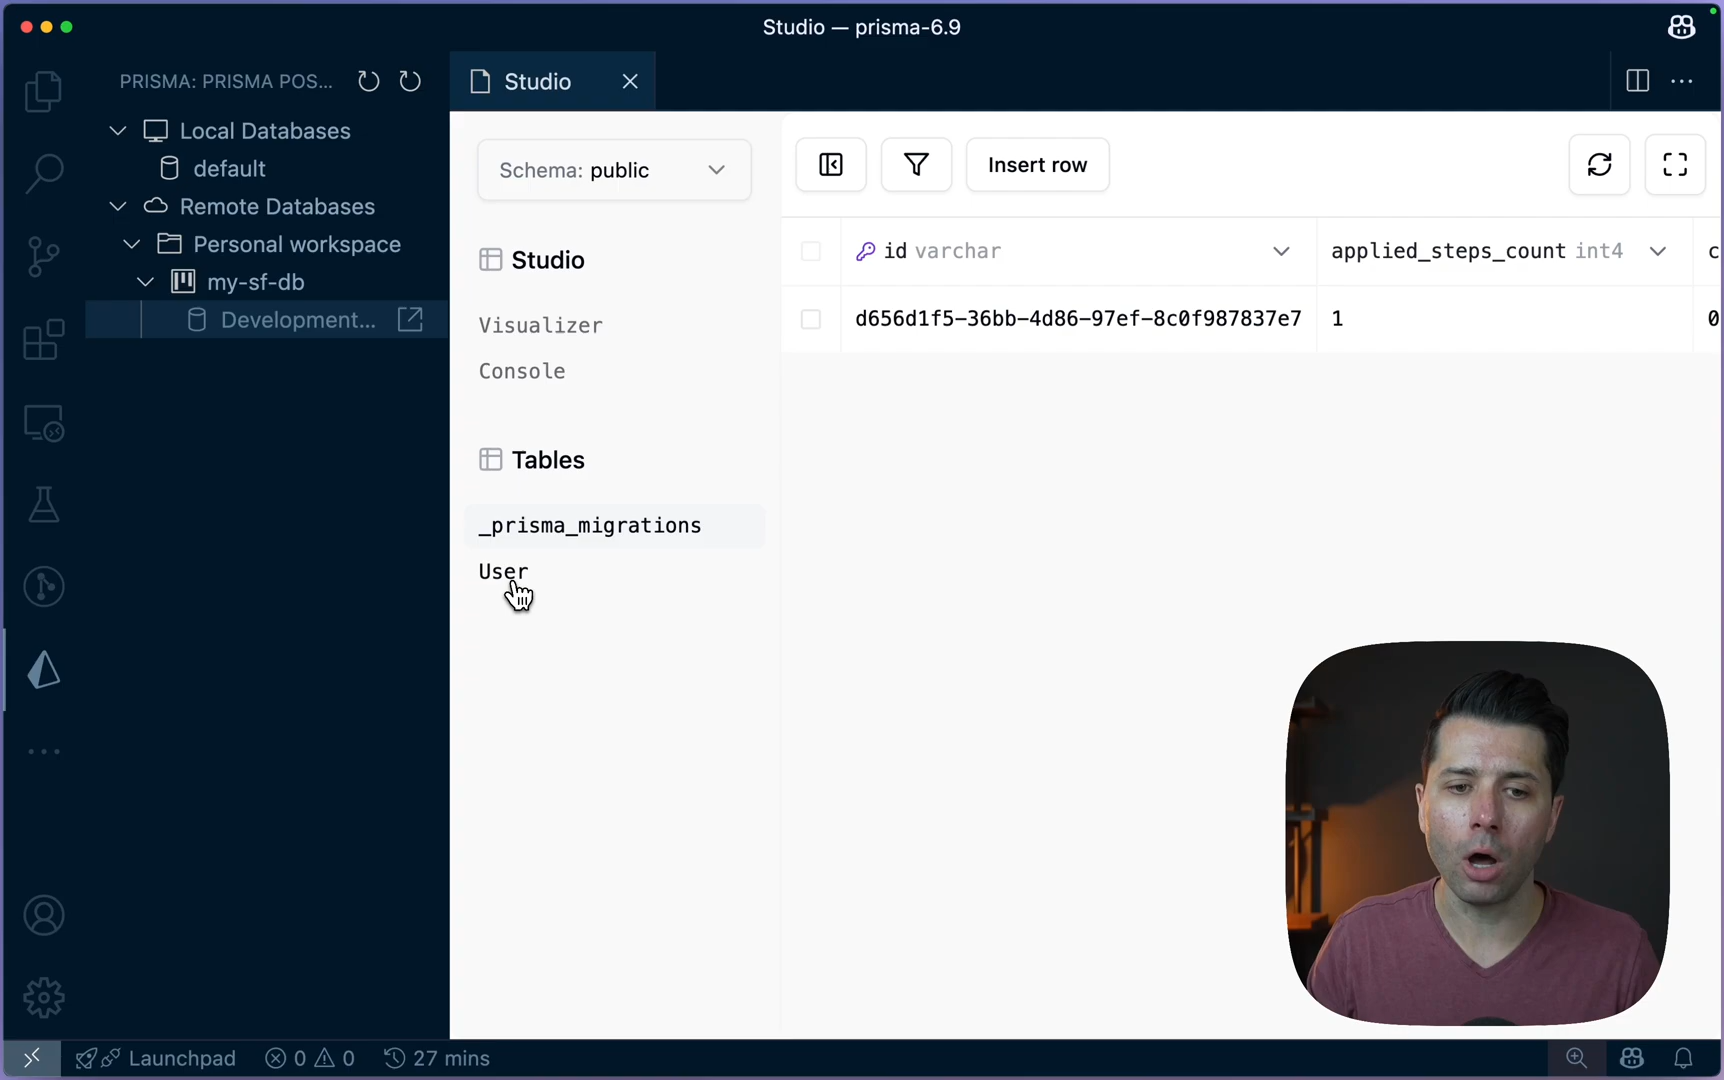 Studio — prisma-6.9
PRISMA: PRISMA POS...
Studio
Local Databases
default
Remote Databases
Personal workspace
my-sf-db
Development...
Schema: public
Studio
Visualizer
Console
Tables
_prisma_migrations
User
Insert row
id varchar
applied_steps_count int4
c
d656d1f5-36bb-4d86-97ef-8c0f987837e7
1
0
Launchpad
0
0
27 mins